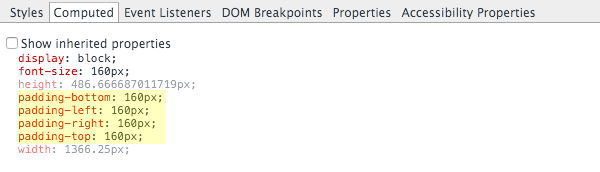 Styles Computed Event Listeners DOM Breakpoints Properties Accessibility Properties
Show inherited properties
display: block;
font-size: 160px;
height: 486.666687011719px;
padding-bottom: 160px;
padding-left: 160px;
padding-right: 160px;
padding-top: 160px;
width: 1366.25px;